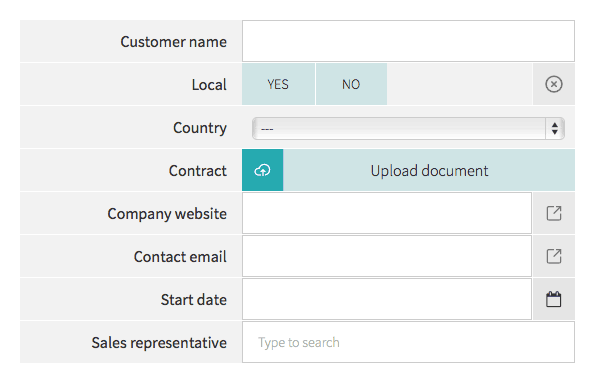 Customer name
Local YES NO
Country ---
Contract Upload document
Company website
Contact email
Start date
Sales representative Type to search